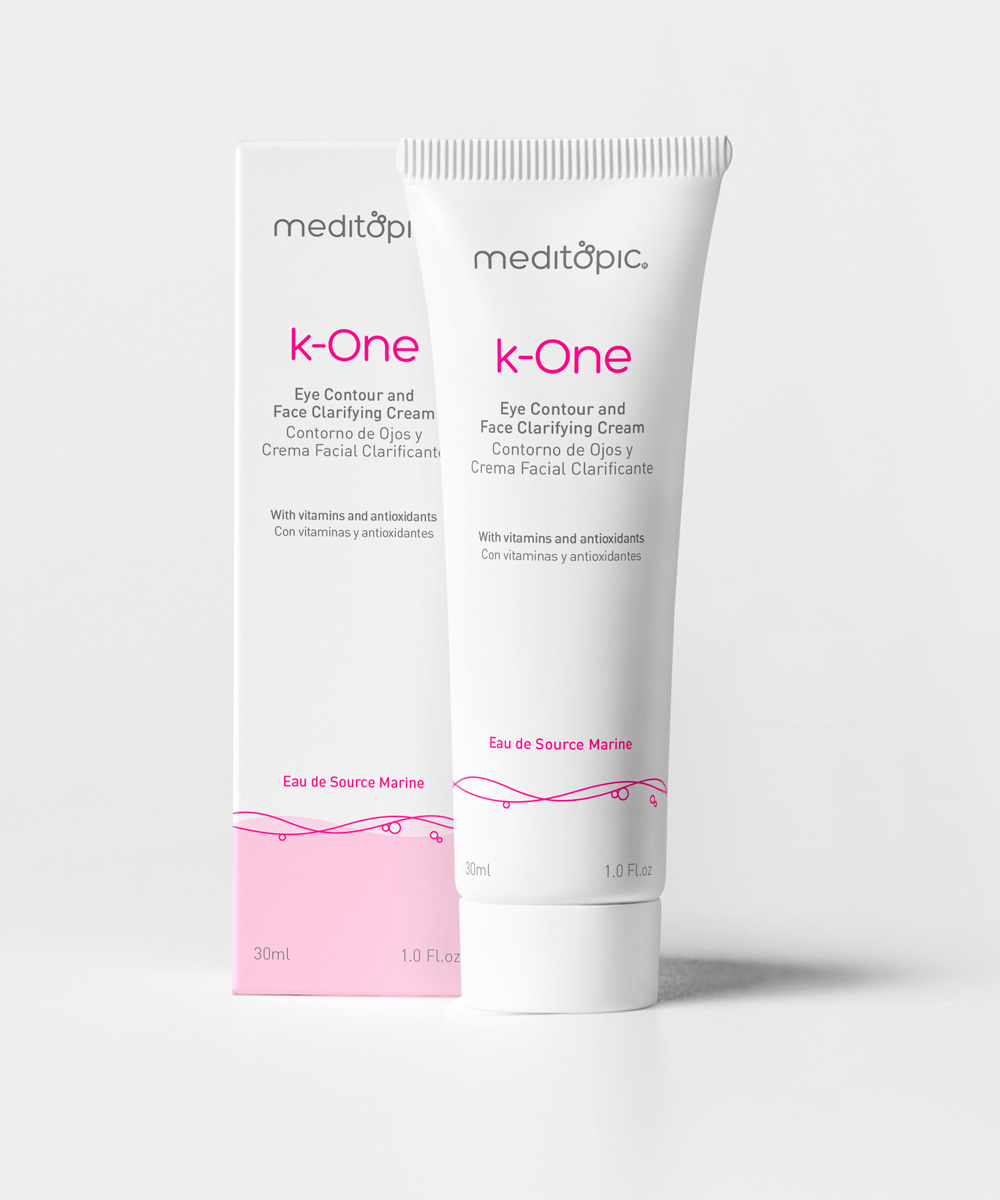 meditopi
k-One
Eye Contour and
Face Clarifying Cream
Contorno de Ojos y
Crema Facial Clarificante
With vitamins and antioxidants
Con vitaminas y antioxidantes
Eau de Source Marine
30ml 1.0 Fl.oz
meditopic®
k-One
Eye Contour and
Face Clarifying Cream
Contorno de Ojos y
Crema Facial Clarificante
With vitamins and antioxidants
Con vitaminas y antioxidantes
Eau de Source Marine
30ml 1.0 Fl.oz